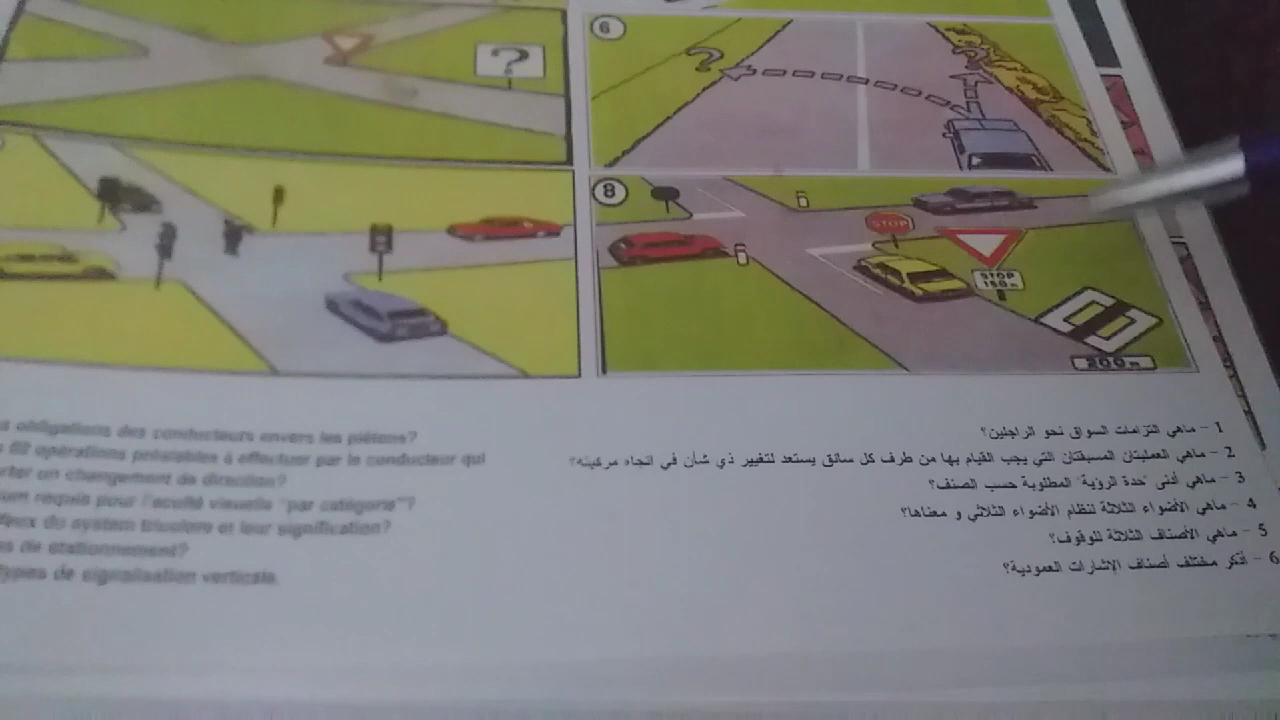 ?
6
?
?
8
STOP
STOP
150 m
200 m
obligations des conducteurs envers les piétons?
opérations préalables à effectuer par le conducteur qui
un changement de direction?
requis pour l'acuité visuelle "par catégorie"?
feux du system tricolore et leur signification?
de stationnement?
types de signalisation verticale.
1 - ماهي التزامات السواق نحو الراجلين؟
2 - ماهي العمليتان المسبقتان التي يجب القيام بها من طرف كل سائق يستعد لتغيير ذي شأن في اتجاه مركبته؟
3 - ماهي أدنى "حدة الرؤية" المطلوبة حسب الصنف؟
4 - ماهي الأضواء الثلاثة لنظام الأضواء الثلاثي و معناها؟
5 - ماهي الأصناف الثلاثة للوقوف؟
6 - أذكر مختلف أصناف الإشارات العمودية؟